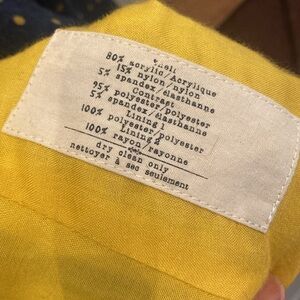 Shell
80% acrylic/Acrylique
15% nylon/nylon
5% spandex/élasthanne
Contrast
95% polyester/polyester
5% spandex/élasthanne
Lining 1
100% polyester/polyester
Lining 2
100% rayon/rayonne
dry clean only
nettoyer à sec seulement